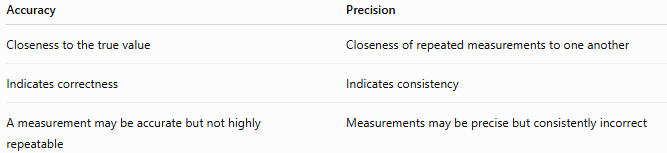 Accuracy Precision
Closeness to the true value Closeness of repeated measurements to one another
Indicates correctness Indicates consistency
A measurement may be accurate but not highly Measurements may be precise but consistently incorrect
repeatable